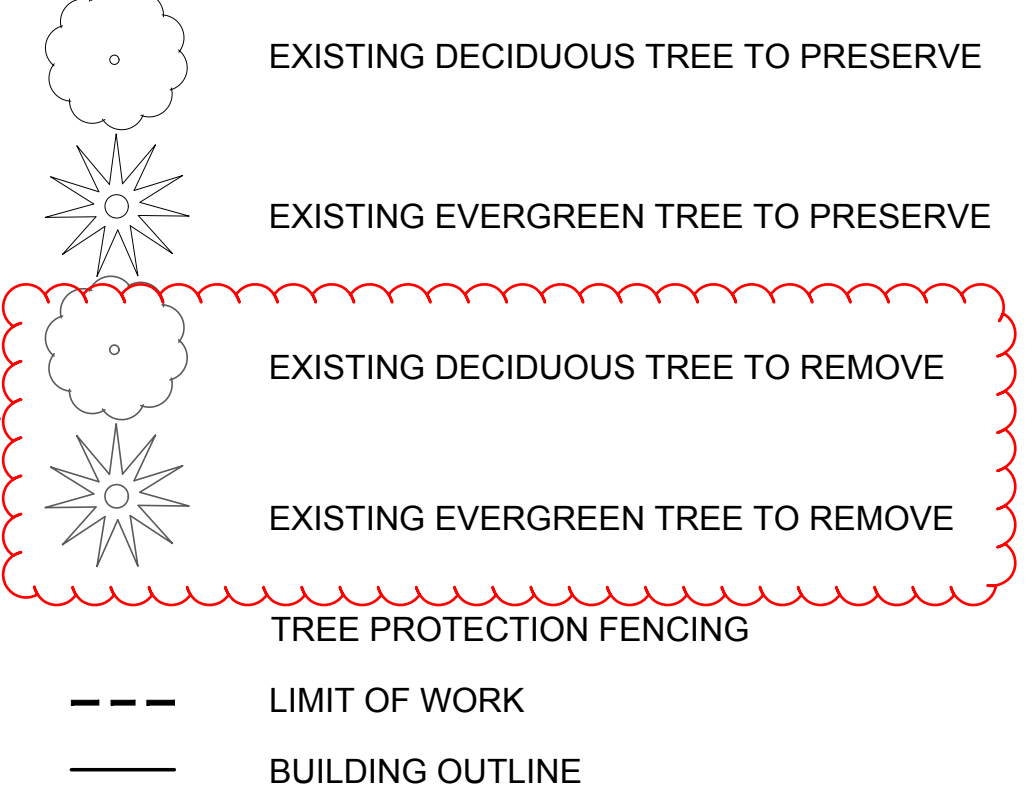 EXISTING DECIDUOUS TREE TO PRESERVE
EXISTING EVERGREEN TREE TO PRESERVE
EXISTING DECIDUOUS TREE TO REMOVE
EXISTING EVERGREEN TREE TO REMOVE
TREE PROTECTION FENCING
LIMIT OF WORK
BUILDING OUTLINE